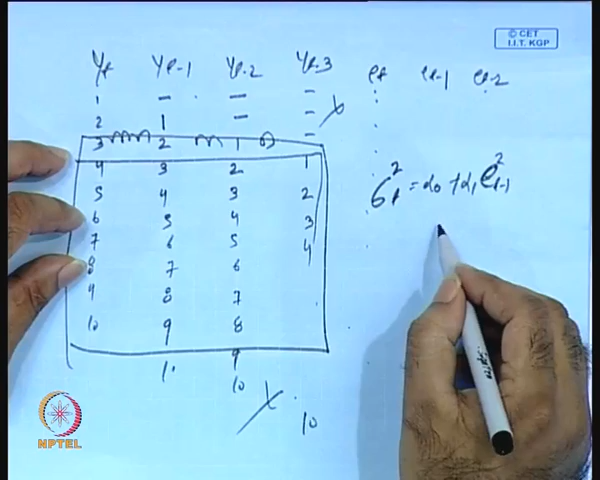 © CET
I.I.T. KGP
Yt Yt-1 Yt-2 Yt-3 et et-1 et-2
1 - - -
2 1 - -
3 2 1 -
4 3 2 1
5 4 3 2
6 5 4 3
7 6 5 4
8 7 6
9 8 7
10 9 8
10 9
10
10
σt² = α0 + α1 e²t-1
NPTEL